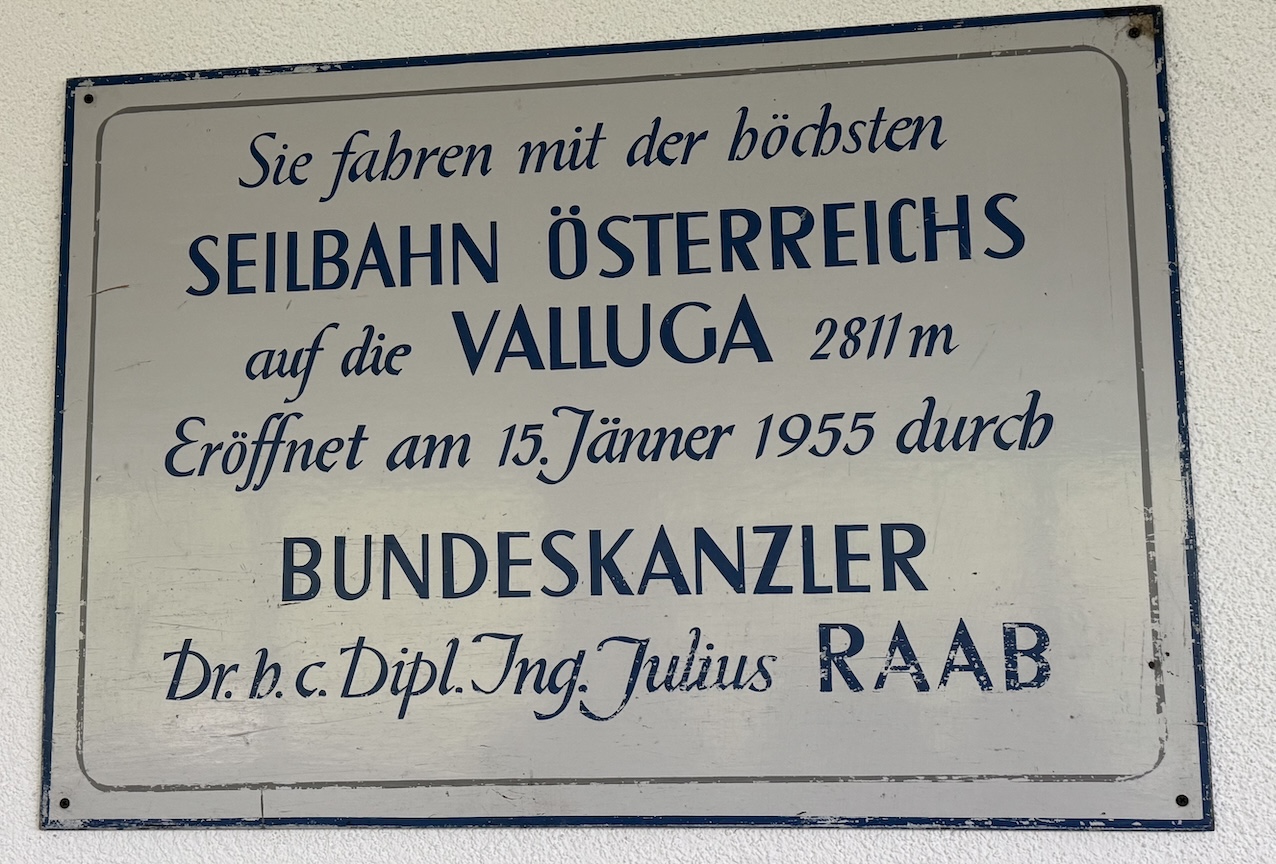 Sie fahren mit der höchsten
SEILBAHN ÖSTERREICHS
auf die VALLUGA 2811 m
Eröffnet am 15. Jänner 1955 durch
BUNDESKANZLER
Dr. h. c. Dipl. Ing. Julius RAAB